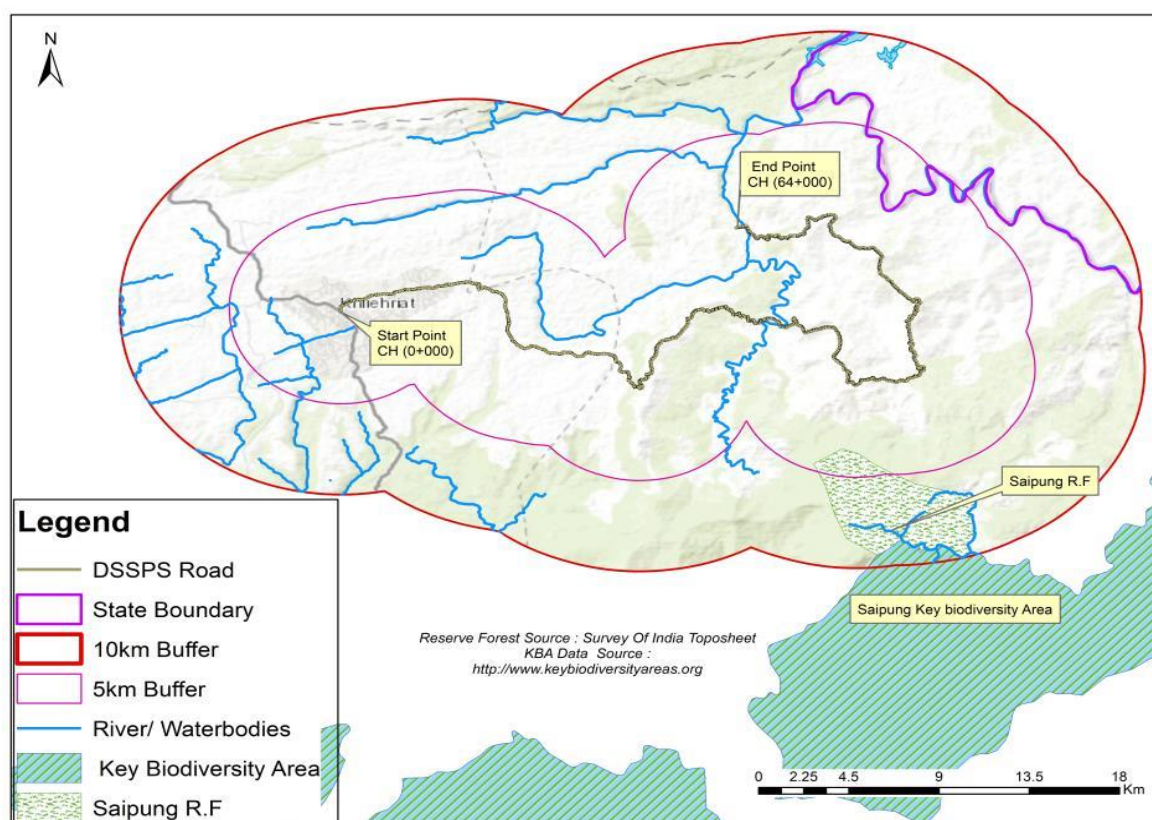 N
End Point
CH (64+000)
Khliehriat
Start Point
CH (0+000)
Saipung R.F
Saipung Key biodiversity Area
Legend
DSSPS Road
State Boundary
10km Buffer
5km Buffer
River/ Waterbodies
Key Biodiversity Area
Saipung R.F
Reserve Forest Source : Survey Of India Toposheet
KBA Data Source :
http://www.keybiodiversityareas.org
0 2.25 4.5 9 13.5 18
Km